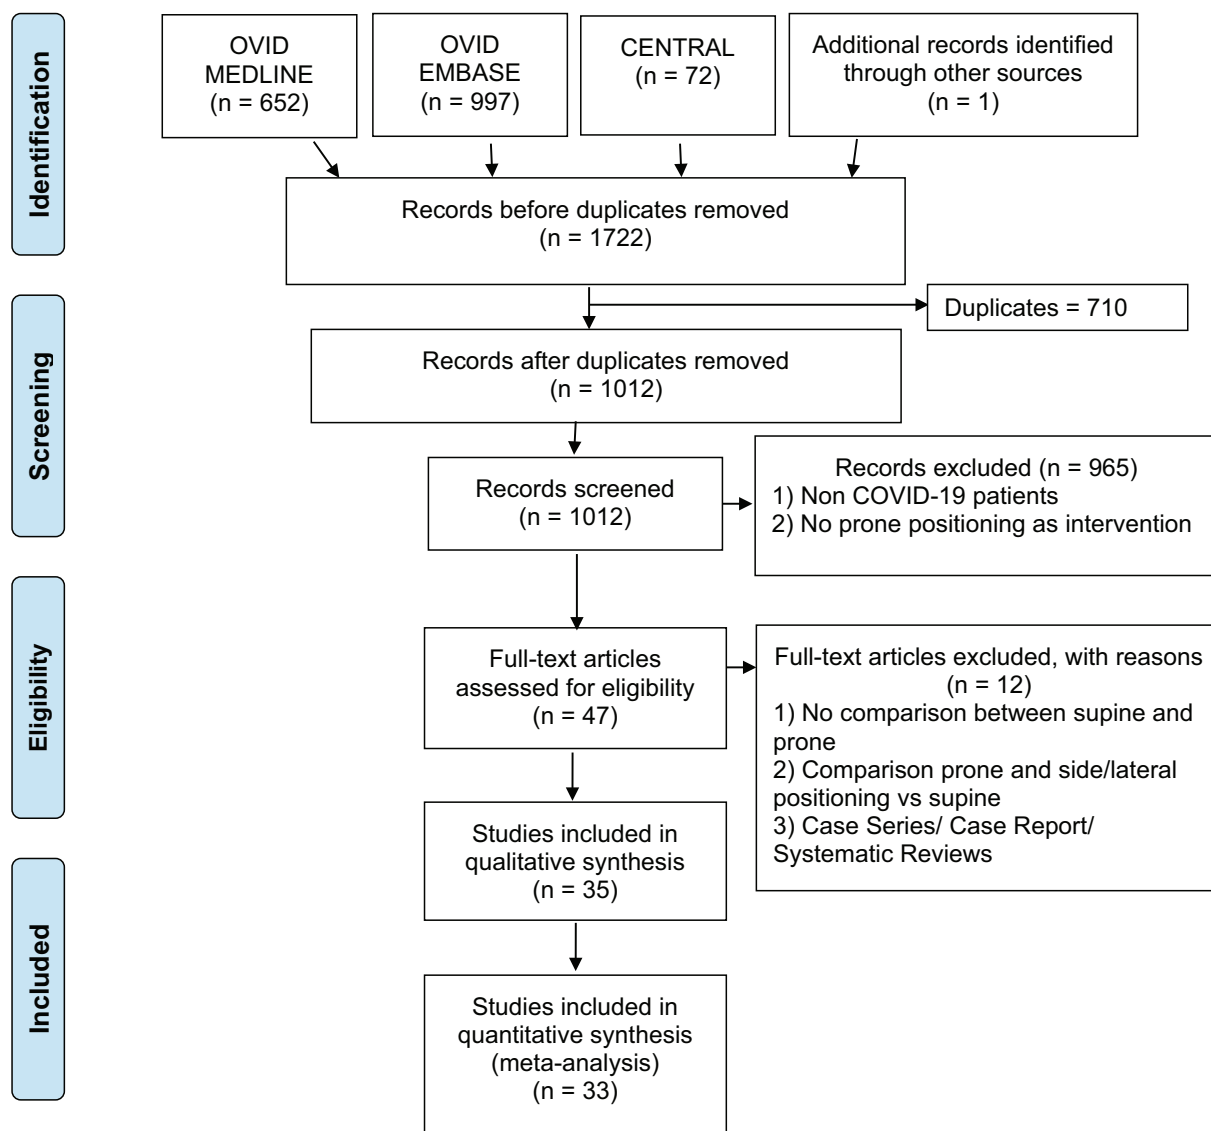 Identification
OVID
MEDLINE
(n = 652)
OVID
EMBASE
(n = 997)
CENTRAL
(n = 72)
Additional records identified
through other sources
(n = 1)
Records before duplicates removed
(n = 1722)
Screening
Duplicates = 710
Records after duplicates removed
(n = 1012)
Records screened
(n = 1012)
Records excluded (n = 965)
1) Non COVID-19 patients
2) No prone positioning as intervention
Eligibility
Full-text articles
assessed for eligibility
(n = 47)
Full-text articles excluded, with reasons
(n = 12)
1) No comparison between supine and
prone
2) Comparison prone and side/lateral
positioning vs supine
3) Case Series/ Case Report/
Systematic Reviews
Studies included in
qualitative synthesis
(n = 35)
Included
Studies included in
quantitative synthesis
(meta-analysis)
(n = 33)